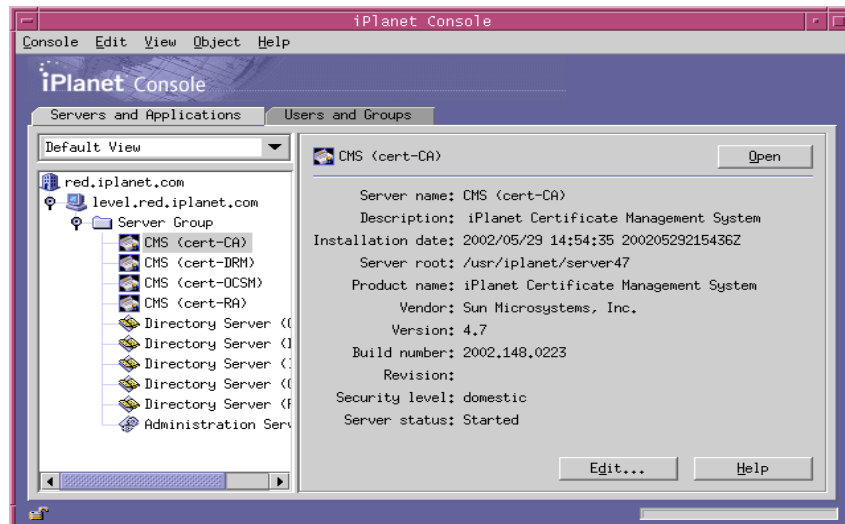 iPlanet Console
Console Edit View Object Help
iPlanet Console
Servers and Applications
Users and Groups
Default View
red.iplanet.com
level.red.iplanet.com
Server Group
CMS (cert-CA)
CMS (cert-DRM)
CMS (cert-OCSM)
CMS (cert-RA)
Directory Server (
Directory Server (
Directory Server (
Directory Server (
Directory Server (
Administration Serv
CMS (cert-CA)
Open
Server name: CMS (cert-CA)
Description: iPlanet Certificate Management System
Installation date: 2002/05/29 14:54:35 20020529215436Z
Server root: /usr/iplanet/server47
Product name: iPlanet Certificate Management System
Vendor: Sun Microsystems, Inc.
Version: 4.7
Build number: 2002.148.0223
Revision:
Security level: domestic
Server status: Started
Edit...
Help